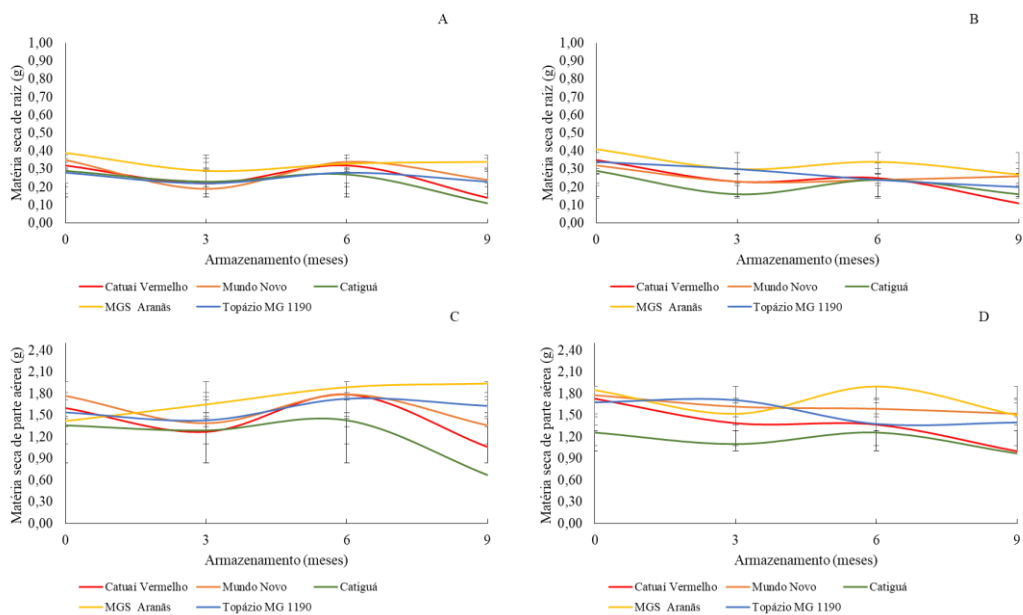 A
Matéria seca de raíz (g)
1,00
0,90
0,80
0,70
0,60
0,50
0,40
0,30
0,20
0,10
0,00
0 3 6 9
Armazenamento (meses)
Catuai Vermelho Mundo Novo Catiguá
MGS Aranãs Topázio MG 1190
B
Matéria seca de raíz (g)
1,00
0,90
0,80
0,70
0,60
0,50
0,40
0,30
0,20
0,10
0,00
0 3 6 9
Armazenamento (meses)
Catuai Vermelho Mundo Novo Catiguá
MGS Aranãs Topázio MG 1190
C
Matéria seca de parte aérea (g)
2,40
2,10
1,80
1,50
1,20
0,90
0,60
0,30
0,00
0 3 6 9
Armazenamento (meses)
Catuai Vermelho Mundo Novo Catiguá
MGS Aranãs Topázio MG 1190
D
Matéria seca de parte aérea (g)
2,40
2,10
1,80
1,50
1,20
0,90
0,60
0,30
0,00
0 3 6 9
Armazenamento (meses)
Catuai Vermelho Mundo Novo Catiguá
MGS Aranãs Topázio MG 1190